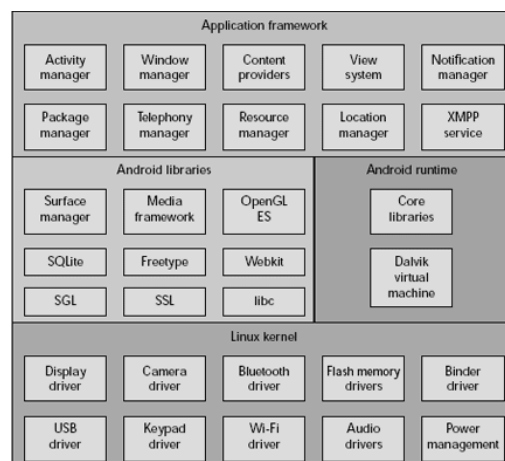 Application framework
Activity manager
Window manager
Content providers
View system
Notification manager
Package manager
Telephony manager
Resource manager
Location manager
XMPP service
Android libraries
Surface manager
Media framework
OpenGL ES
SQLite
Freetype
Webkit
SGL
SSL
libc
Android runtime
Core libraries
Dalvik virtual machine
Linux kernel
Display driver
Camera driver
Bluetooth driver
Flash memory drivers
Binder driver
USB driver
Keypad driver
Wi-Fi driver
Audio drivers
Power management